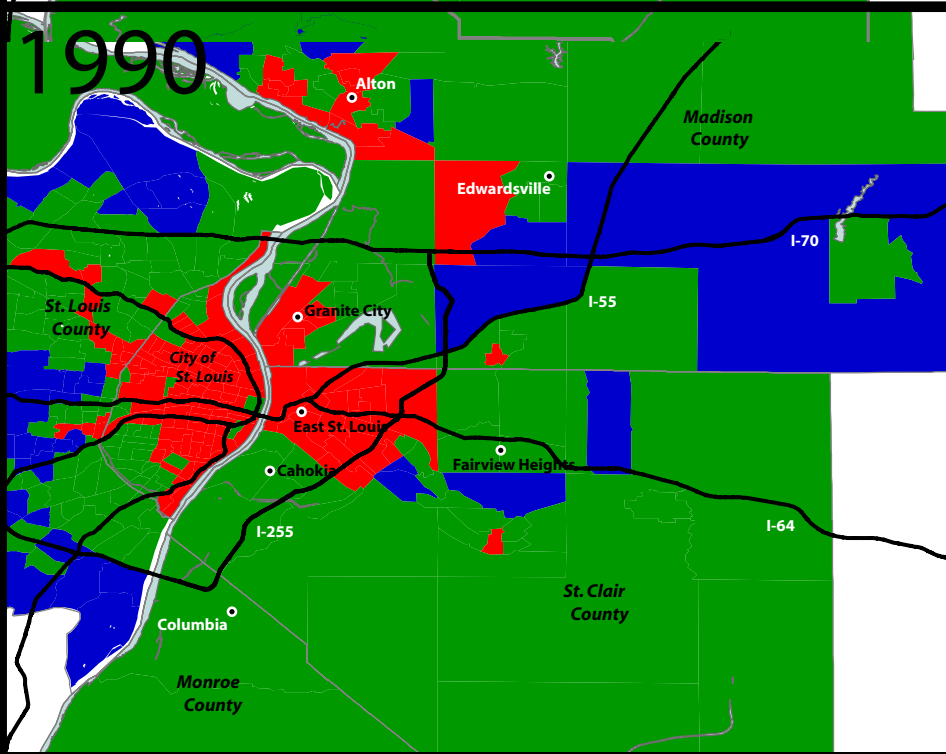 1990
Alton
Madison
County
Edwardsville
I-70
I-55
St. Louis
County
Granite City
City of
St. Louis
East St. Louis
Fairview Heights
Cahokia
I-64
I-255
St. Clair
County
Columbia
Monroe
County